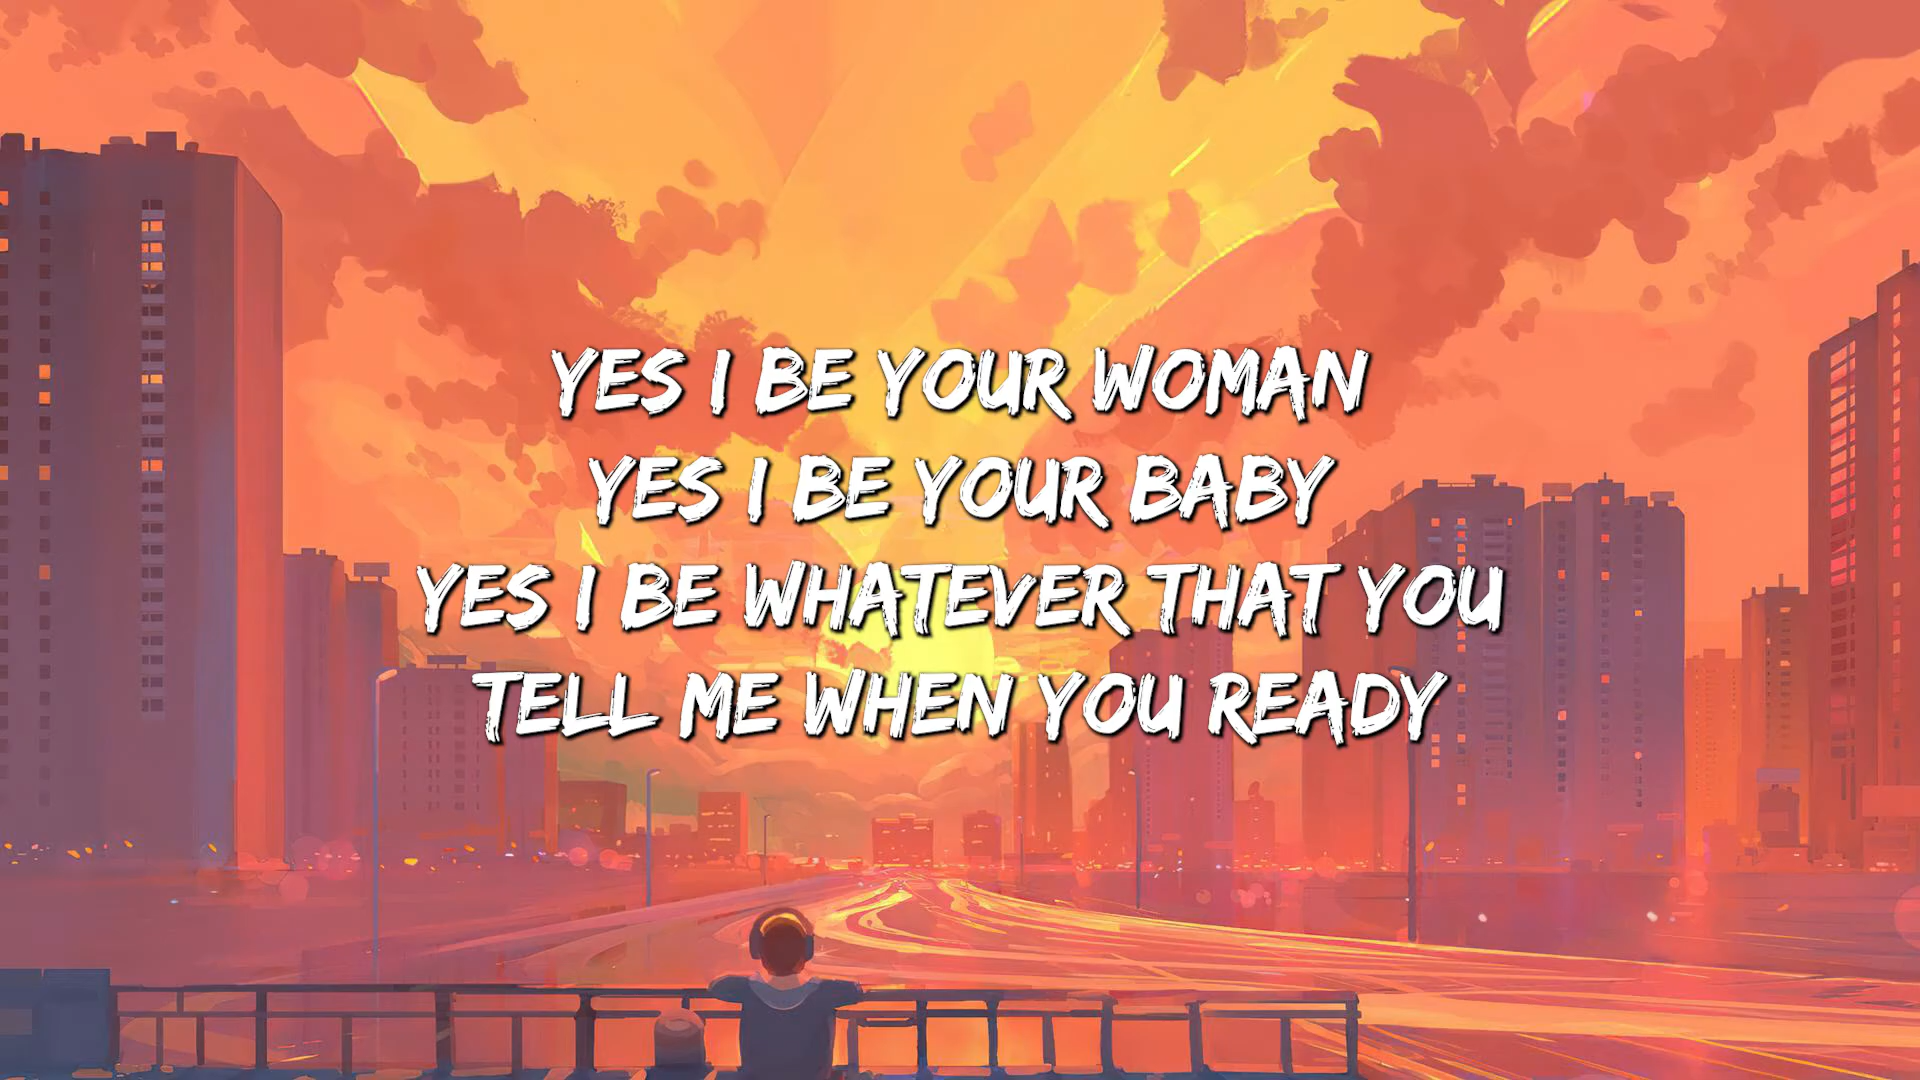 YES I BE YOUR WOMAN
YES I BE YOUR BABY
YES I BE WHATEVER THAT YOU
TELL ME WHEN YOU READY